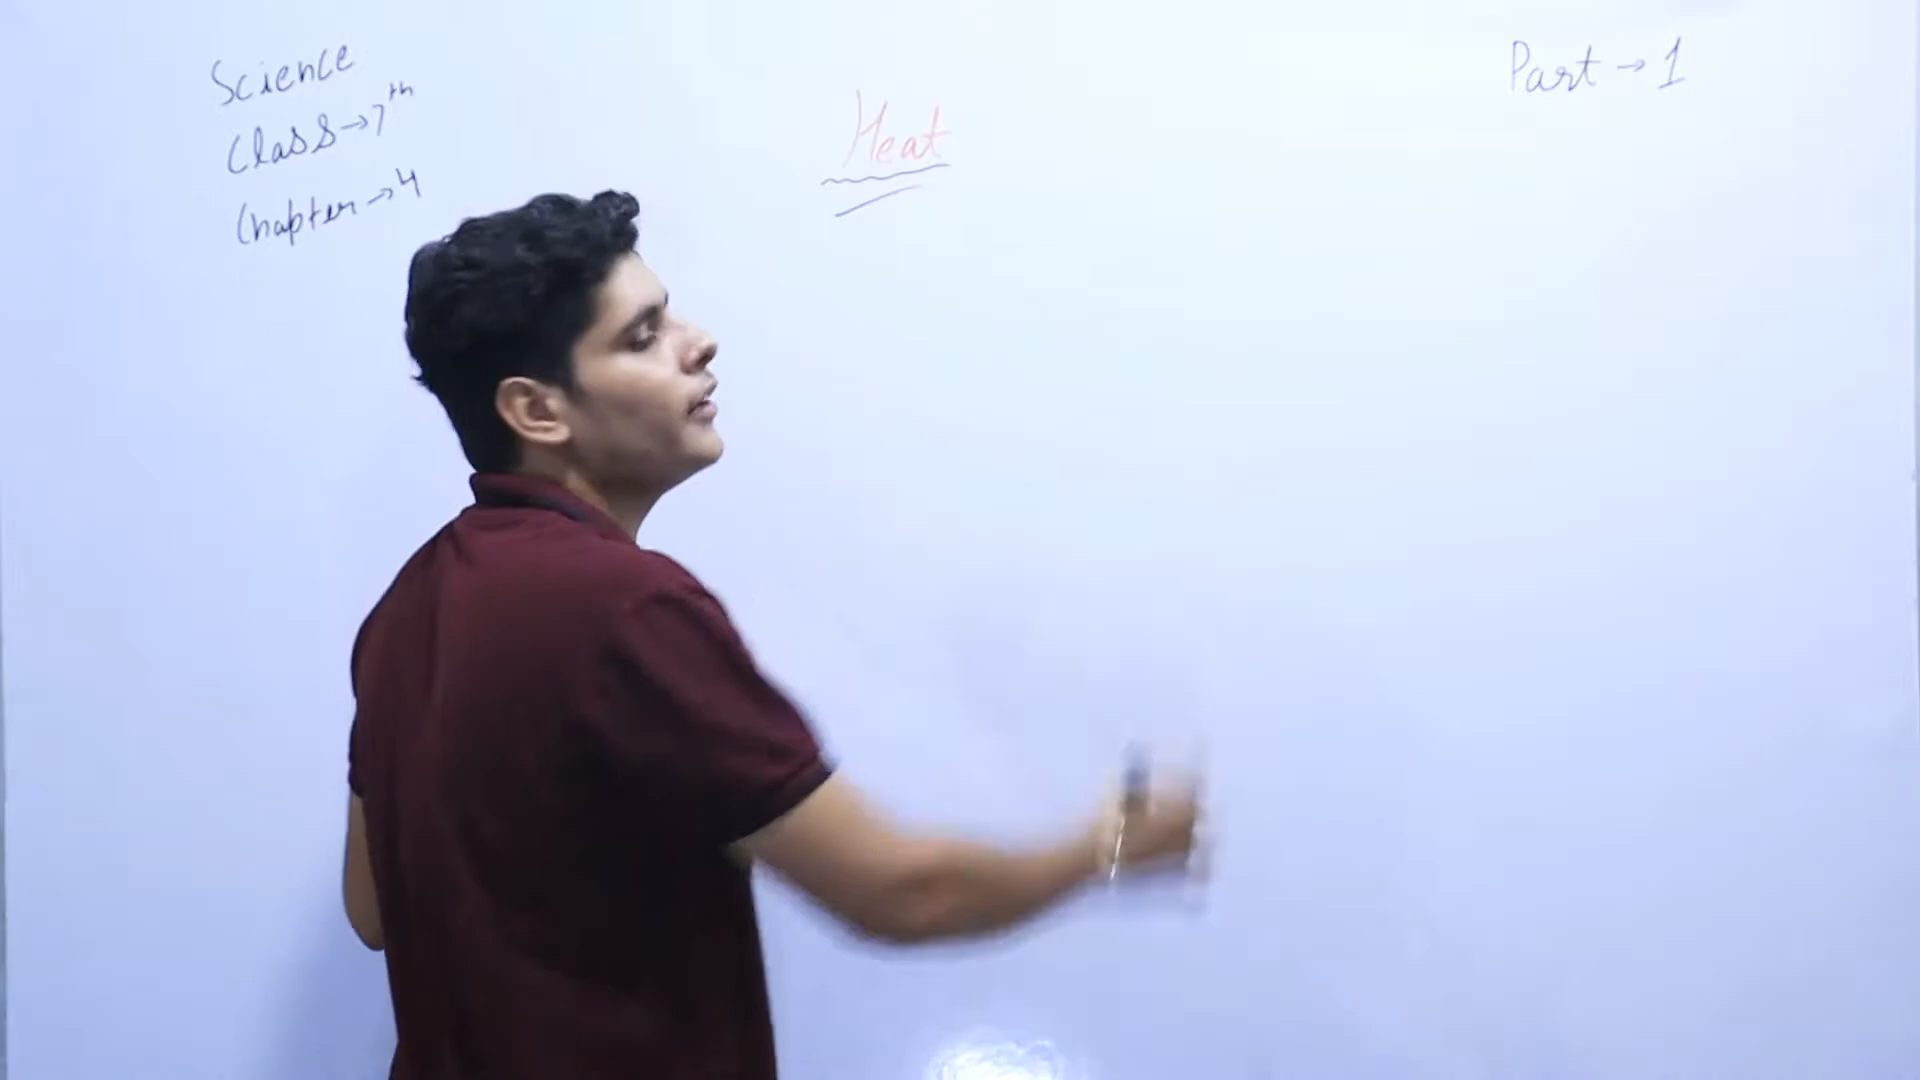 Science
Class→7th
Chapter→4
Heat
Part→1